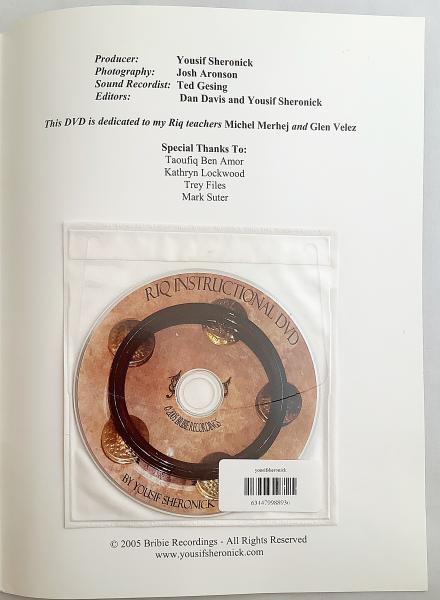 Producer: Yousif Sheronick
Photography: Josh Aronson
Sound Recordist: Ted Gesing
Editors: Dan Davis and Yousif Sheronick
This DVD is dedicated to my Riq teachers Michel Merhej and Glen Velez
Special Thanks To:
Taoufiq Ben Amor
Kathryn Lockwood
Trey Files
Mark Suter
RIQ INSTRUCTIONAL DVD
©2005 BRIBIE RECORDINGS
BY YOUSIF SHERONICK
yousifsheronick
© 2005 Bribie Recordings - All Rights Reserved
www.yousifsheronick.com